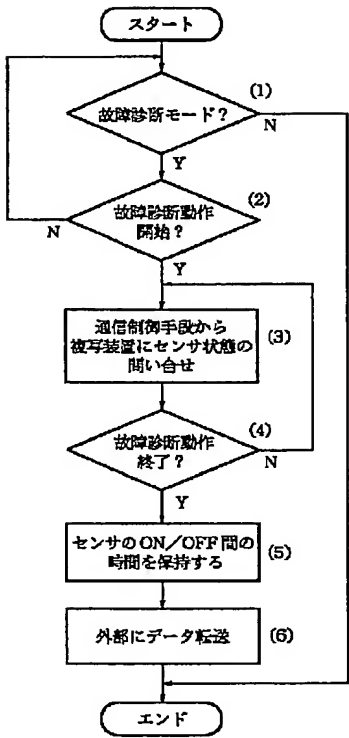 スタート
(1)
故障診断モード?
N
Y
(2)
故障診断動作
開始?
N
Y
通信制御手段から
複写装置にセンサ状態の
問い合せ
(3)
(4)
故障診断動作
終了?
N
Y
センサのON/OFF間の
時間を保持する
(5)
外部にデータ転送
(6)
エンド